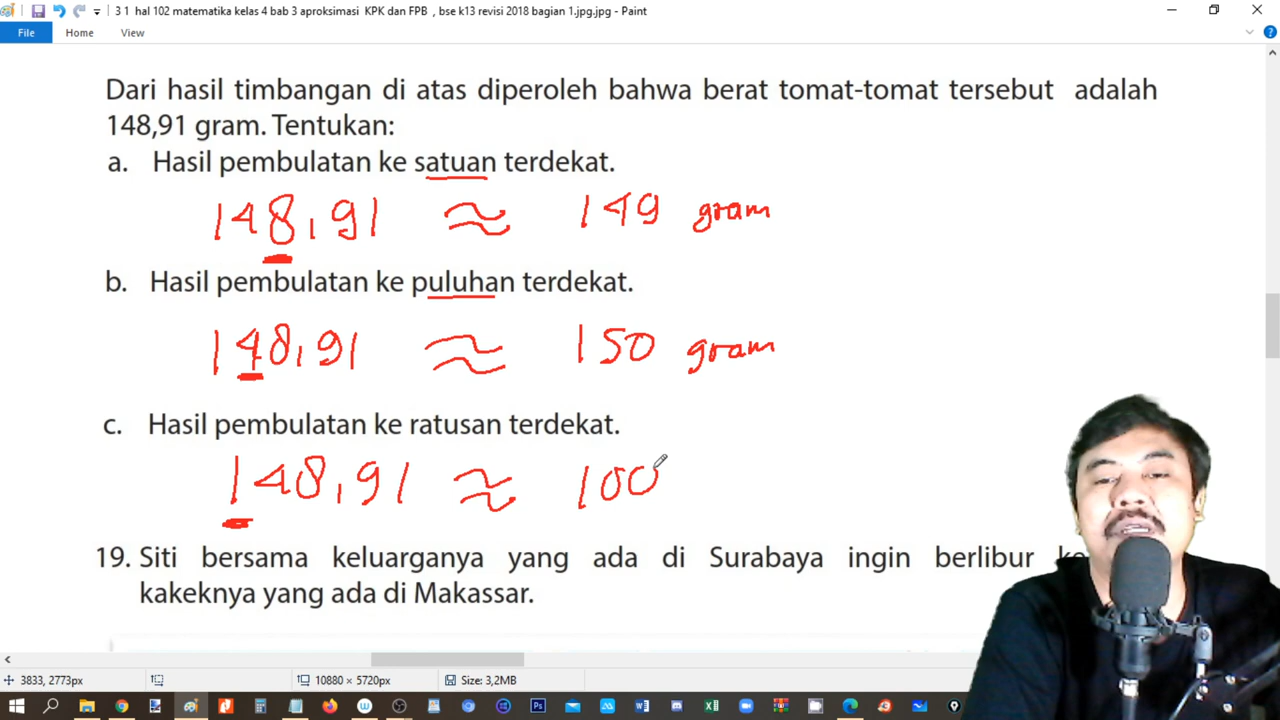 3 1 hal 102 matematika kelas 4 bab 3 aproksimasi KPK dan FPB , bse k13 revisi 2018 bagian 1.jpg.jpg - Paint
File Home View
Dari hasil timbangan di atas diperoleh bahwa berat tomat-tomat tersebut adalah
148,91 gram. Tentukan:
a. Hasil pembulatan ke satuan terdekat.
148,91 ≈ 149 gram
b. Hasil pembulatan ke puluhan terdekat.
148,91 ≈ 150 gram
c. Hasil pembulatan ke ratusan terdekat.
148,91 ≈ 100
19. Siti bersama keluarganya yang ada di Surabaya ingin berlibur
kakeknya yang ada di Makassar.
3833, 2773px 10880 × 5720px Size: 3,2MB